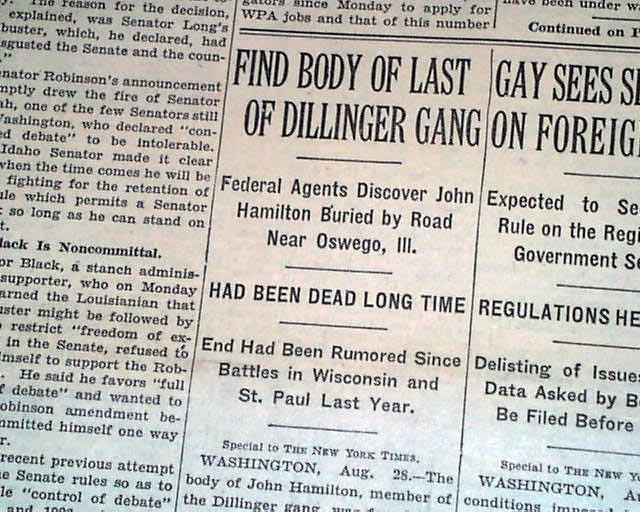 The reason for the decision,
explained, was Senator Long's
buster, which, he declared, had
sgusted the Senate and the coun-
."
nator Robinson's announcement
mptly drew the fire of Senator
ah, one of the few Senators still
Washington, who declared "con-
ed debate" to be intolerable.
Idaho Senator made it clear
when the time comes he will be
fighting for the retention of
ule which permits a Senator
so long as he can stand on
t.
lack Is Noncommittal.
or Black, a stanch adminis-
supporter, who on Monday
arned the Louisianian that
uster might be followed by
restrict "freedom of ex-
in the Senate, refused to
imself to support the Rob-
. He said he favors "full
f debate" and wanted to
obinson amendment be-
mmitted himself one way
r.
recent previous attempt
e Senate rules so as to
le "control of debate"
gators since Monday to apply for
WPA jobs and that of this number
FIND BODY OF LAST
OF DILLINGER GANG
Federal Agents Discover John
Hamilton Buried by Road
Near Oswego, Ill.
HAD BEEN DEAD LONG TIME
End Had Been Rumored Since
Battles in Wisconsin and
St. Paul Last Year.
Special to THE NEW YORK TIMES.
WASHINGTON, Aug. 28.—The
body of John Hamilton, member of
the Dillinger gang,
have been under
Continued on P
GAY SEES S
ON FOREIG
Expected to Se
Rule on the Regi
Government Se
REGULATIONS HE
Delisting of Issue
Data Asked by B
Be Filed Before
Special to THE NEW Y
WASHINGTON, Au
conditions